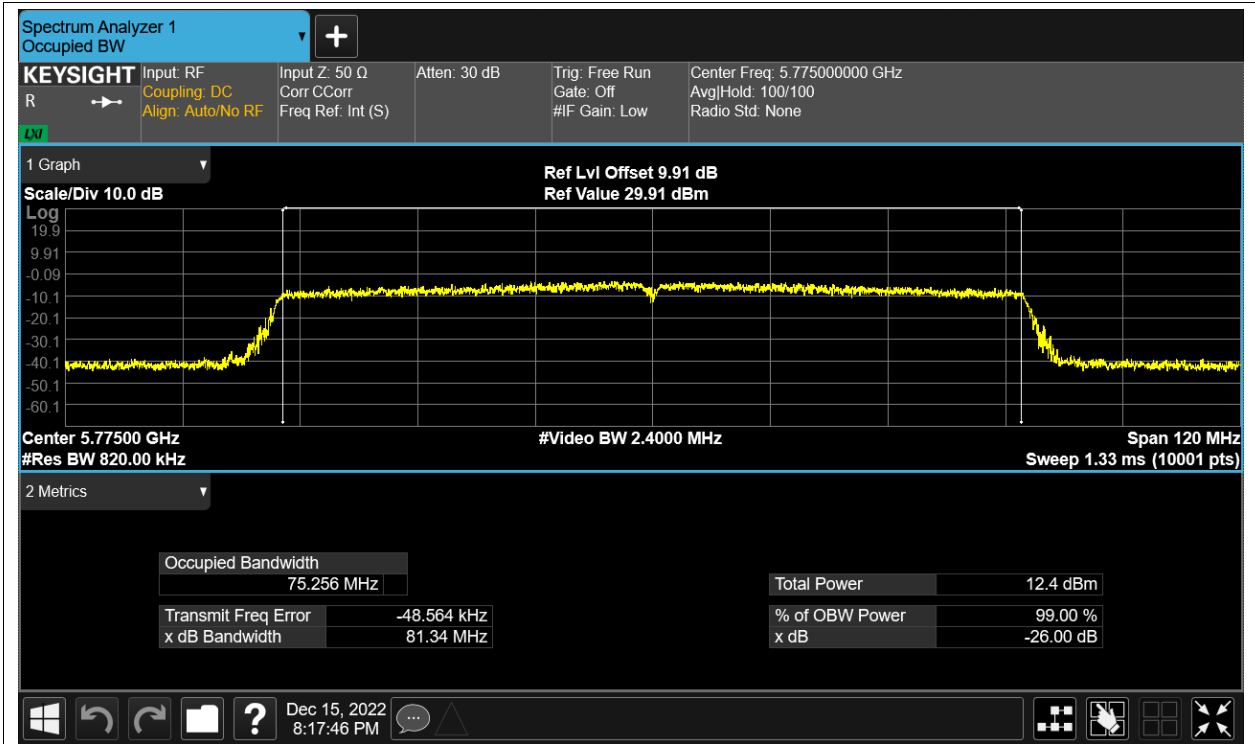 Spectrum Analyzer 1
Occupied BW
KEYSIGHT
R
LXI
Input: RF
Coupling: DC
Align: Auto/No RF
Input Z: 50 Ω
Corr CCorr
Freq Ref: Int (S)
Atten: 30 dB
Trig: Free Run
Gate: Off
#IF Gain: Low
Center Freq: 5.775000000 GHz
Avg|Hold: 100/100
Radio Std: None
1 Graph
Scale/Div 10.0 dB
Ref Lvl Offset 9.91 dB
Ref Value 29.91 dBm
Log
19.9
9.91
-0.09
-10.1
-20.1
-30.1
-40.1
-50.1
-60.1
Center 5.77500 GHz
#Res BW 820.00 kHz
#Video BW 2.4000 MHz
Span 120 MHz
Sweep 1.33 ms (10001 pts)
2 Metrics
Occupied Bandwidth
75.256 MHz
Transmit Freq Error -48.564 kHz
x dB Bandwidth 81.34 MHz
Total Power 12.4 dBm
% of OBW Power 99.00 %
x dB -26.00 dB
?
Dec 15, 2022
8:17:46 PM